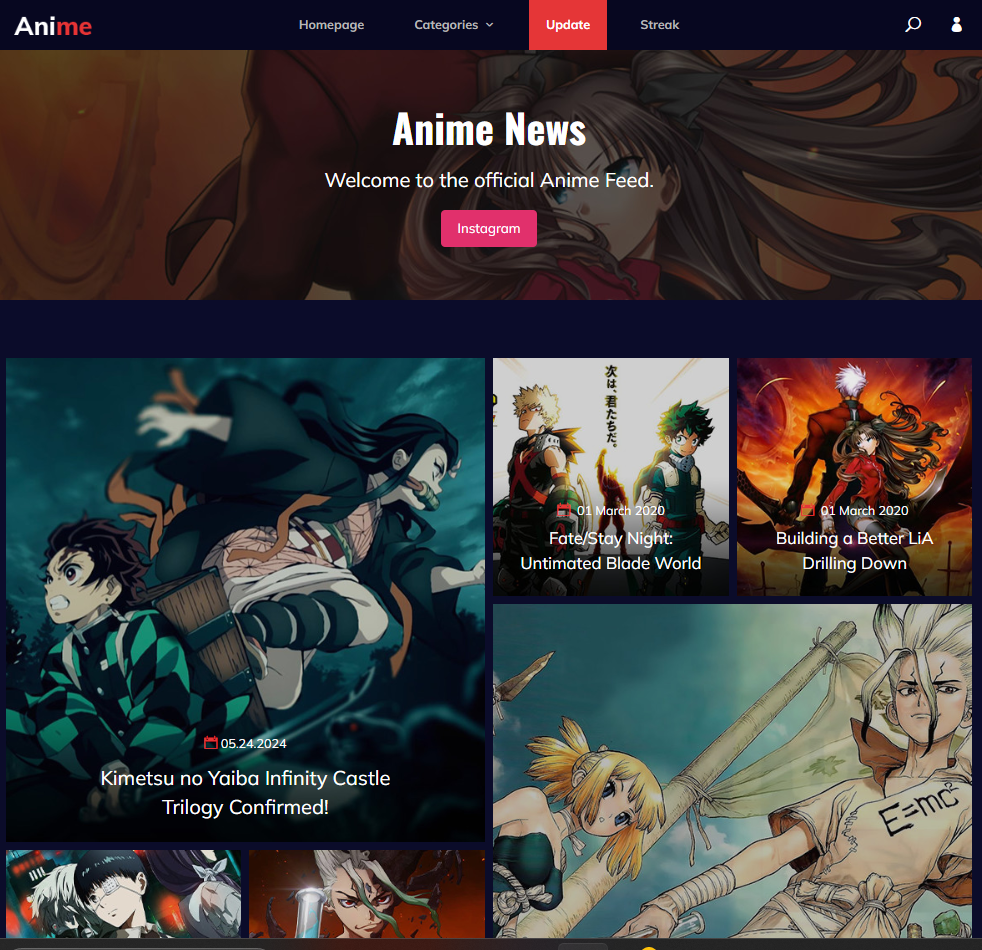 Anime
Homepage
Categories
Update
Streak
Anime News
Welcome to the official Anime Feed.
Instagram
次は、君たちだ。
01 March 2020
Fate/Stay Night:
Untimated Blade World
01 March 2020
Building a Better LiA
Drilling Down
05.24.2024
Kimetsu no Yaiba Infinity Castle
Trilogy Confirmed!
E=mc²